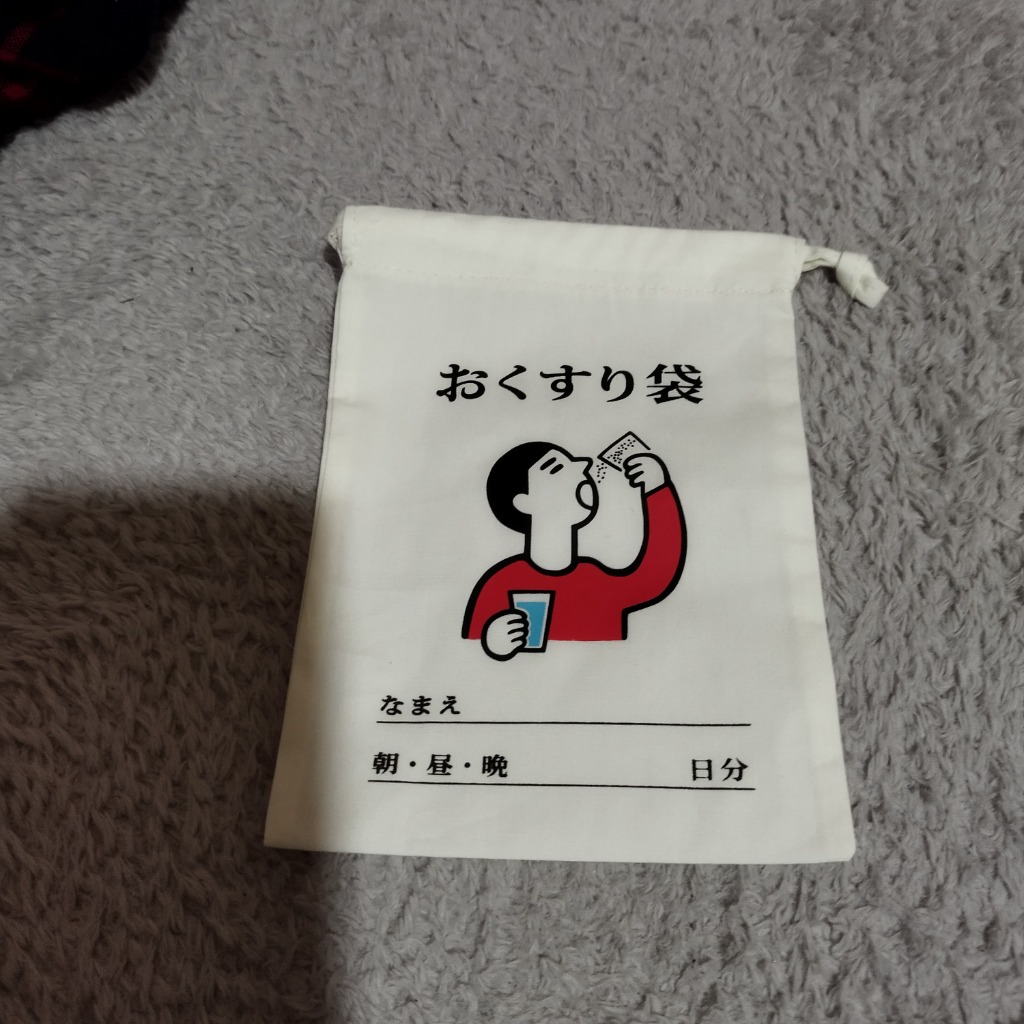 おくすり袋
なまえ
朝・昼・晩 日分